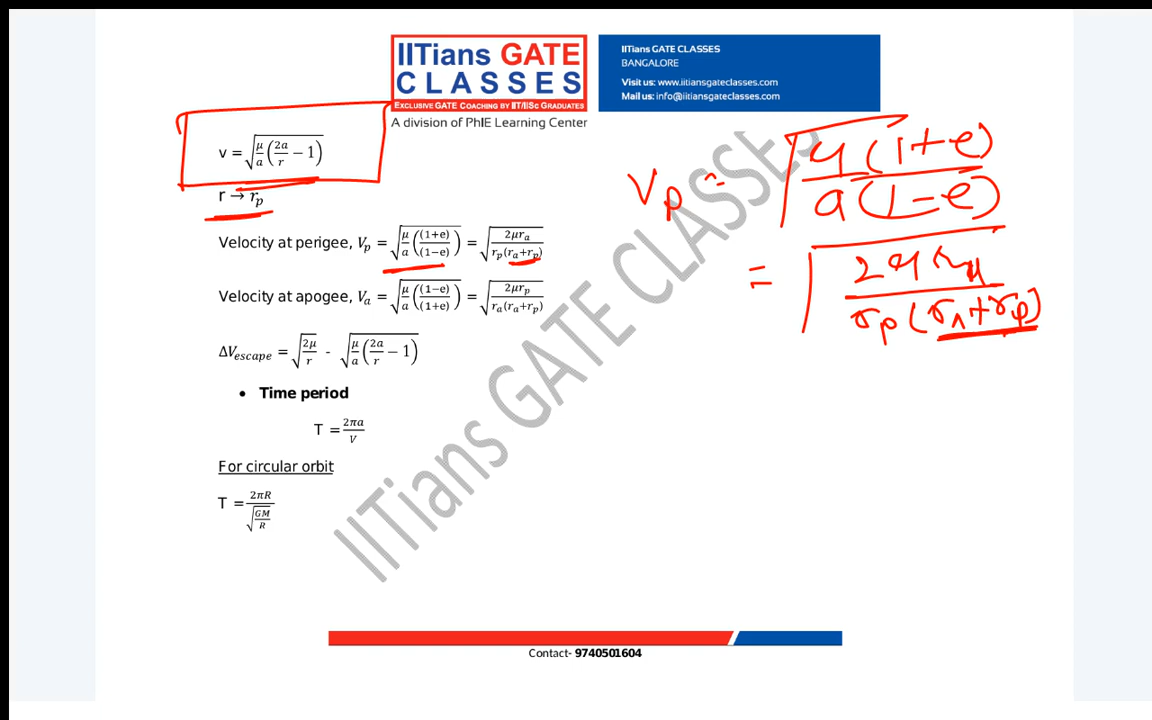 IITians GATE
CLASSES
EXCLUSIVE GATE COACHING BY IIT/IISc GRADUATES
A division of PhIE Learning Center
IITians GATE CLASSES
BANGALORE
Visit us: www.iitiansgateclasses.com
Mail us: info@iitiansgateclasses.com
v = √(μ/a (2a/r − 1))
r → r_p
Velocity at perigee, V_p = √(μ/a ((1+e)/(1−e))) = √(2μr_a / r_p(r_a+r_p))
Velocity at apogee, V_a = √(μ/a ((1−e)/(1+e))) = √(2μr_p / r_a(r_a+r_p))
ΔV_escape = √(2μ/r) - √(μ/a (2a/r − 1))
• Time period
T = 2πa/V
For circular orbit
T = 2πR/√(GM/R)
V_p = √(μ(1+e) / a(1−e))
= √(2μr_a / r_p(r_a+r_p))
IITians GATE CLASSES
Contact- 9740501604